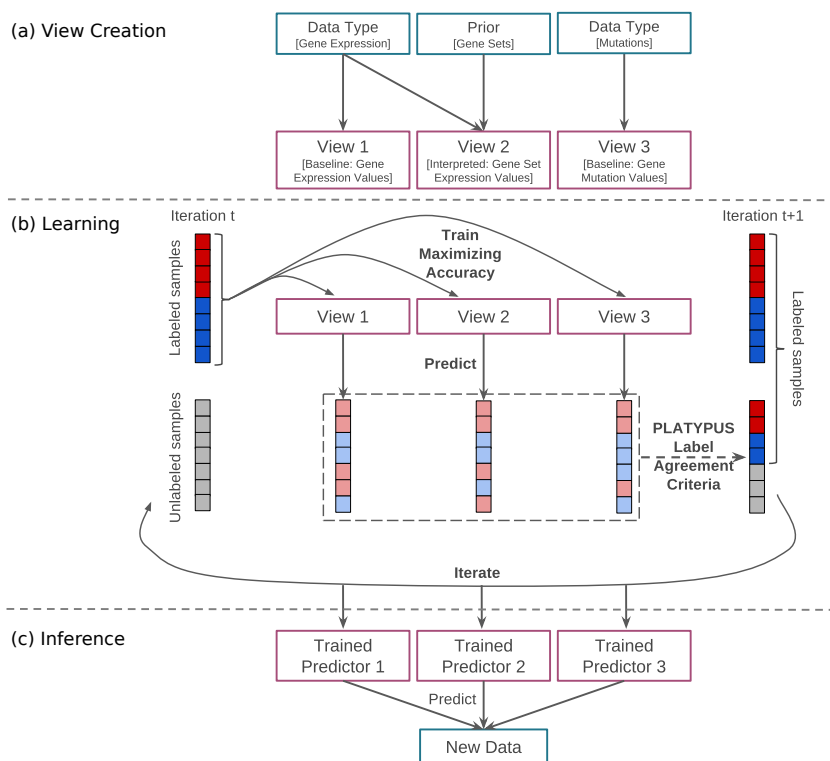 (a) View Creation
Data Type
[Gene Expression]
Prior
[Gene Sets]
Data Type
[Mutations]
View 1
[Baseline: Gene
Expression Values]
View 2
[Interpreted: Gene Set
Expression Values]
View 3
[Baseline: Gene
Mutation Values]
(b) Learning
Iteration t
Iteration t+1
Labeled samples
Train
Maximizing
Accuracy
Labeled samples
View 1
View 2
View 3
Predict
Unlabeled samples
PLATYPUS
Label
Agreement
Criteria
Iterate
(c) Inference
Trained
Predictor 1
Trained
Predictor 2
Trained
Predictor 3
Predict
New Data